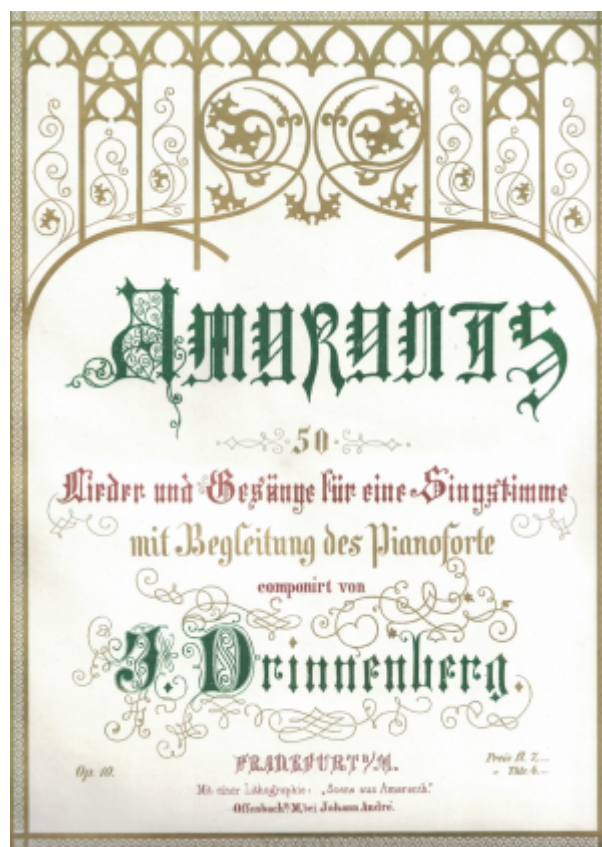 Amaranth's
50
Lieder und Gesänge für eine Singstimme
mit Begleitung des Pianoforte
componirt von
J. Drinnenberg.
Op. 10.
FRANKFURT a/M.
Preis fl. 7,—
" Thlr. 4.—
Mit einer Lithographie: „Scene aus Amaranth."
Offenbach a/M, bei Johann André.